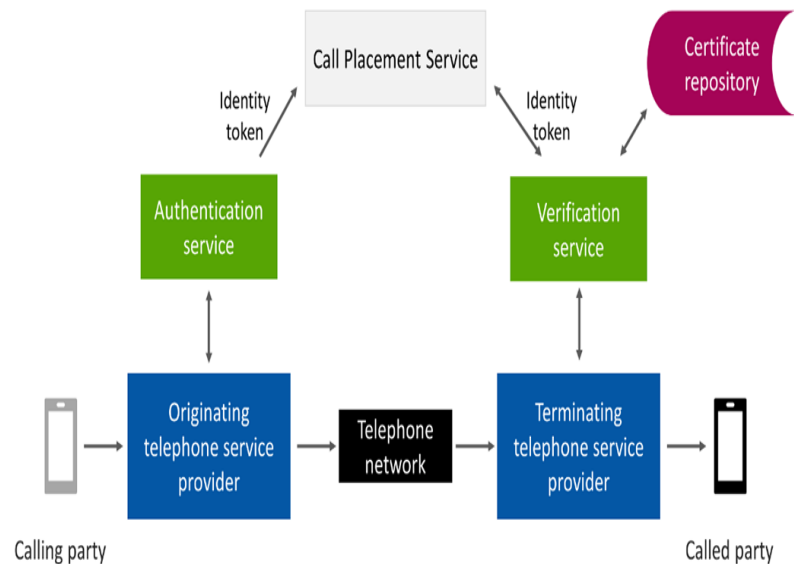 Call Placement Service
Certificate
repository
Identity
token
Identity
token
Authentication
service
Verification
service
Originating
telephone service
provider
Telephone
network
Terminating
telephone service
provider
Calling party
Called party